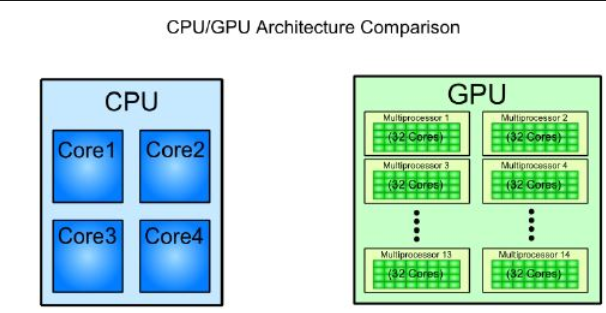 CPU/GPU Architecture Comparison
CPU
Core1 Core2
Core3 Core4
GPU
Multiprocessor 1 Multiprocessor 2
(32 Cores) (32 Cores)
Multiprocessor 3 Multiprocessor 4
(32 Cores) (32 Cores)
Multiprocessor 13 Multiprocessor 14
(32 Cores) (32 Cores)